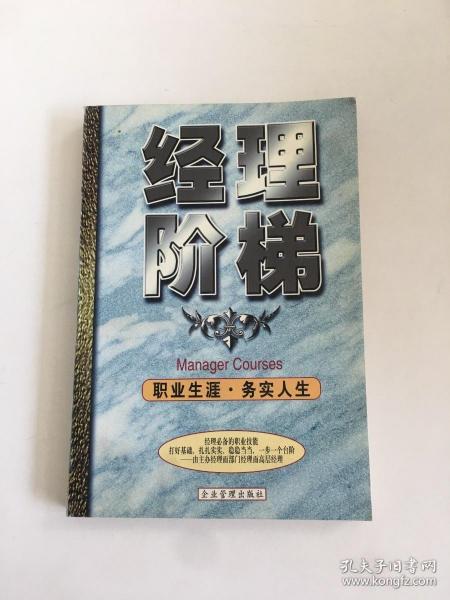 经理
阶梯
Manager Courses
职业生涯·务实人生
经理必备的职业技能
打好基础，扎扎实实、稳稳当当，一步一个台阶
——由主办经理而部门经理而高层经理
企业管理出版社
孔夫子旧书网
www.kongfz.com